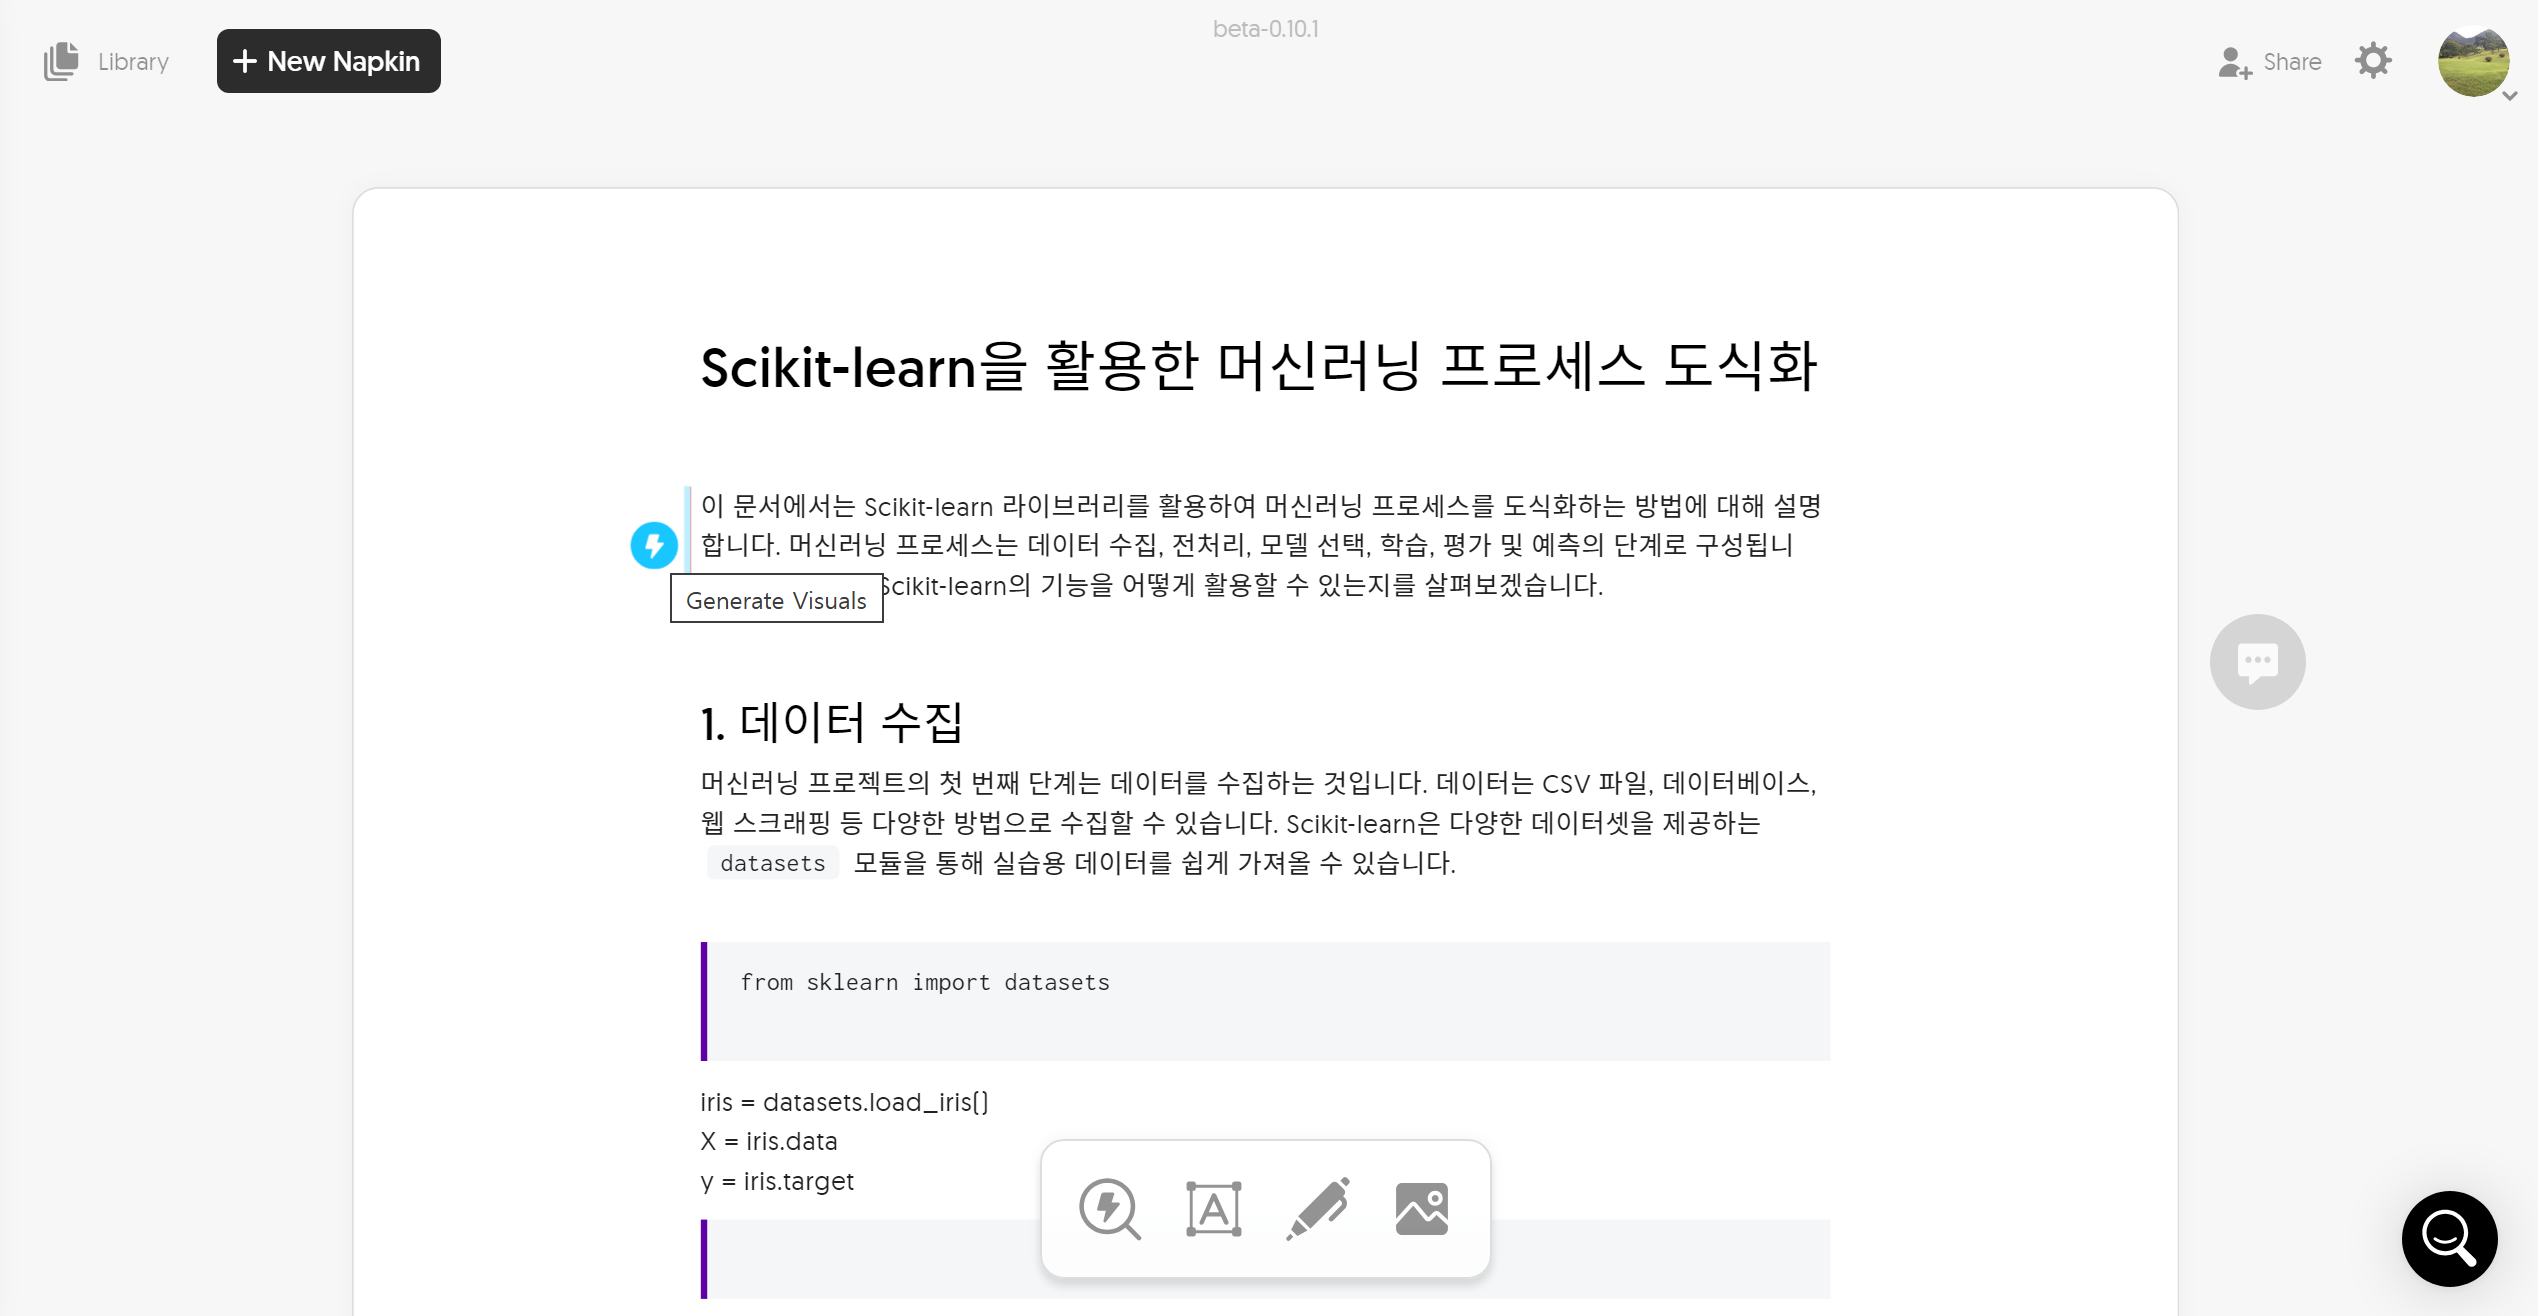 beta-0.10.1
Library
+ New Napkin
Share
Scikit-learn을 활용한 머신러닝 프로세스 도식화
이 문서에서는 Scikit-learn 라이브러리를 활용하여 머신러닝 프로세스를 도식화하는 방법에 대해 설명
합니다. 머신러닝 프로세스는 데이터 수집, 전처리, 모델 선택, 학습, 평가 및 예측의 단계로 구성됩니
Scikit-learn의 기능을 어떻게 활용할 수 있는지를 살펴보겠습니다.
Generate Visuals
1. 데이터 수집
머신러닝 프로젝트의 첫 번째 단계는 데이터를 수집하는 것입니다. 데이터는 CSV 파일, 데이터베이스,
웹 스크래핑 등 다양한 방법으로 수집할 수 있습니다. Scikit-learn은 다양한 데이터셋을 제공하는
datasets 모듈을 통해 실습용 데이터를 쉽게 가져올 수 있습니다.
from sklearn import datasets
iris = datasets.load_iris()
X = iris.data
y = iris.target